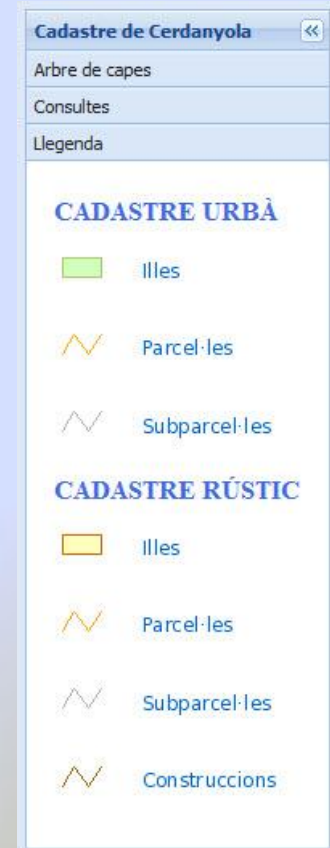 Cadastre de Cerdanyola
Arbre de capes
Consultes
Llegenda
CADASTRE URBÀ
Illes
Parcel·les
Subparcel·les
CADASTRE RÚSTIC
Illes
Parcel·les
Subparcel·les
Construccions